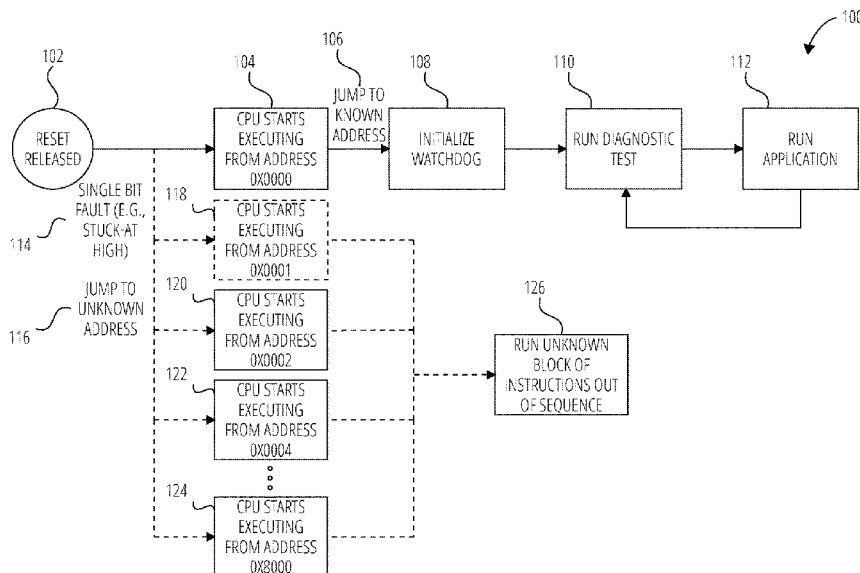 100
102
RESET
RELEASED
104
CPU STARTS
EXECUTING
FROM ADDRESS
0X0000
106
JUMP TO
KNOWN
ADDRESS
108
INITIALIZE
WATCHDOG
110
RUN DIAGNOSTIC
TEST
112
RUN
APPLICATION
SINGLE BIT
FAULT (E.G.,
STUCK-AT
HIGH)
114
JUMP TO
UNKNOWN
ADDRESS
116
118
CPU STARTS
EXECUTING
FROM ADDRESS
0X0001
120
CPU STARTS
EXECUTING
FROM ADDRESS
0X0002
122
CPU STARTS
EXECUTING
FROM ADDRESS
0X0004
124
CPU STARTS
EXECUTING
FROM ADDRESS
0X8000
126
RUN UNKNOWN
BLOCK OF
INSTRUCTIONS OUT
OF SEQUENCE